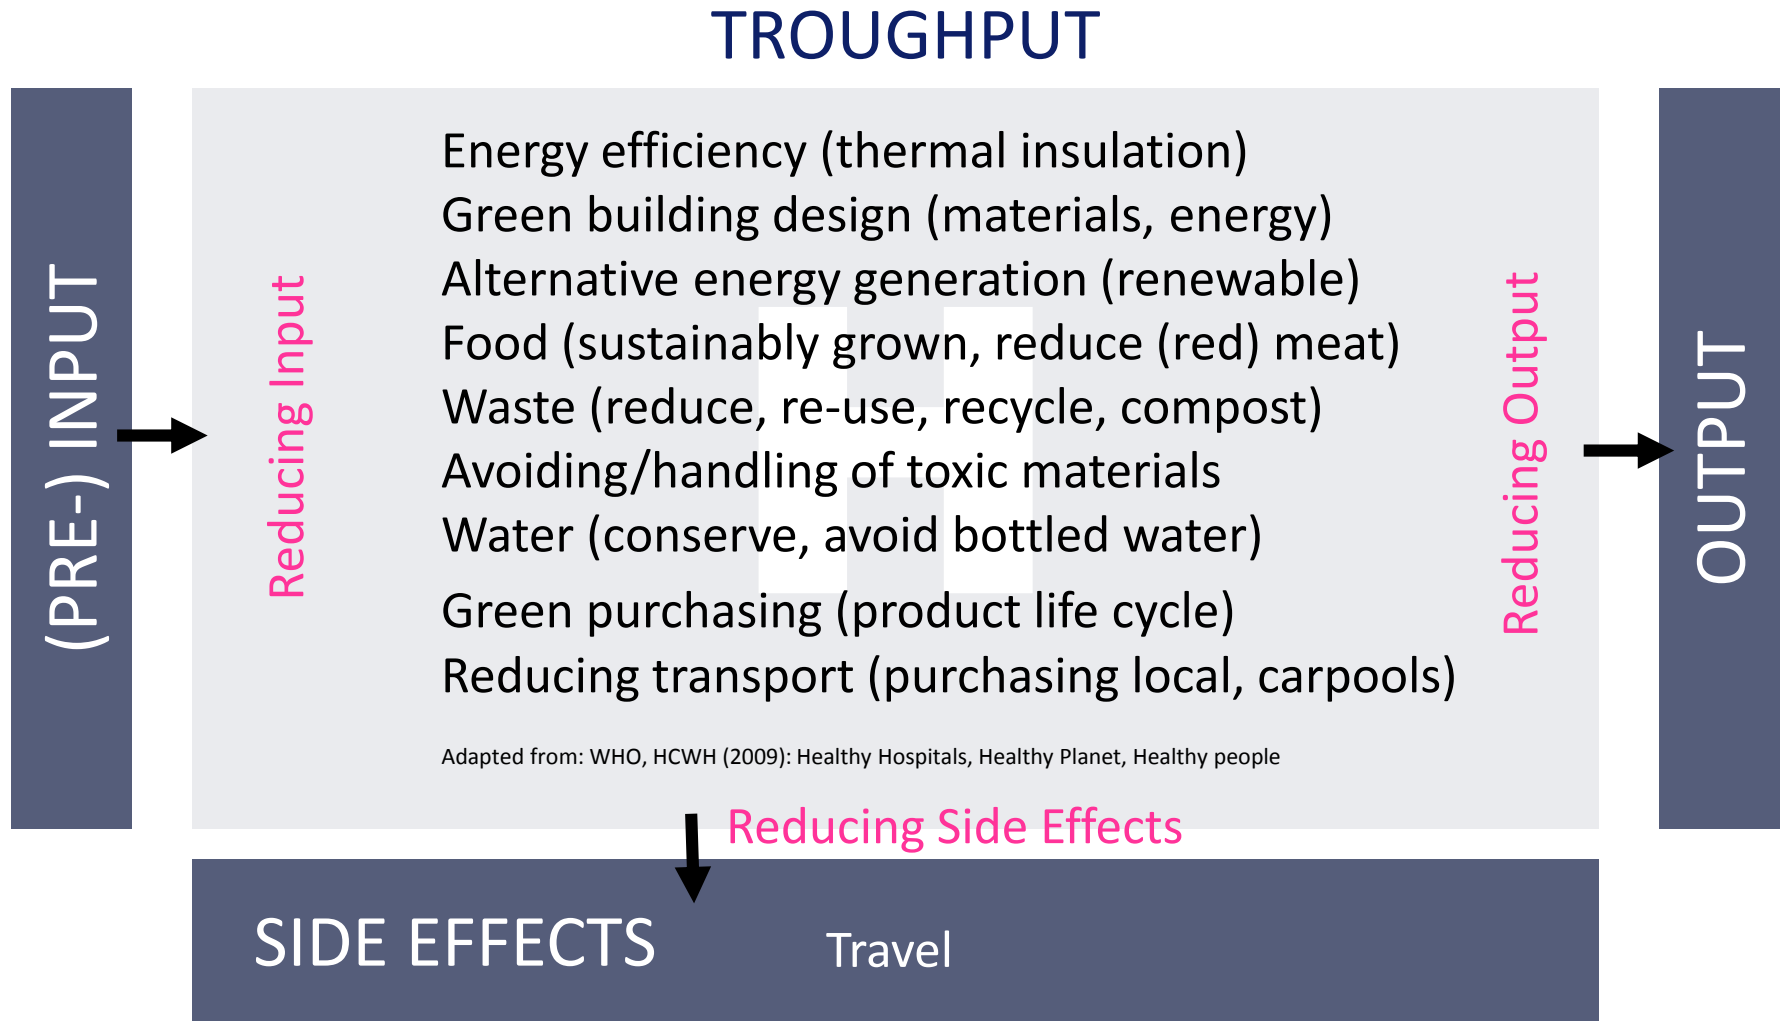 TROUGHPUT
(PRE-) INPUT
Reducing Input
Energy efficiency (thermal insulation)
Green building design (materials, energy)
Alternative energy generation (renewable)
Food (sustainably grown, reduce (red) meat)
Waste (reduce, re-use, recycle, compost)
Avoiding/handling of toxic materials
Water (conserve, avoid bottled water)
Green purchasing (product life cycle)
Reducing transport (purchasing local, carpools)
Adapted from: WHO, HCWH (2009): Healthy Hospitals, Healthy Planet, Healthy people
H
Reducing Output
OUTPUT
Reducing Side Effects
SIDE EFFECTS
Travel